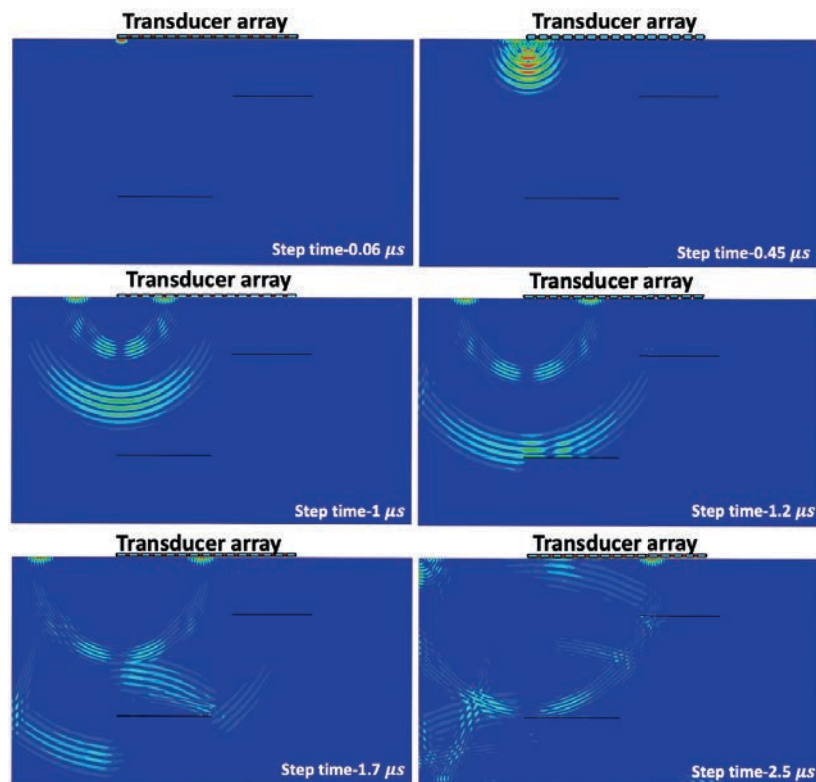 Transducer array
Transducer array
Step time-0.06 μs
Step time-0.45 μs
Transducer array
Transducer array
Step time-1 μs
Step time-1.2 μs
Transducer array
Transducer array
Step time-1.7 μs
Step time-2.5 μs